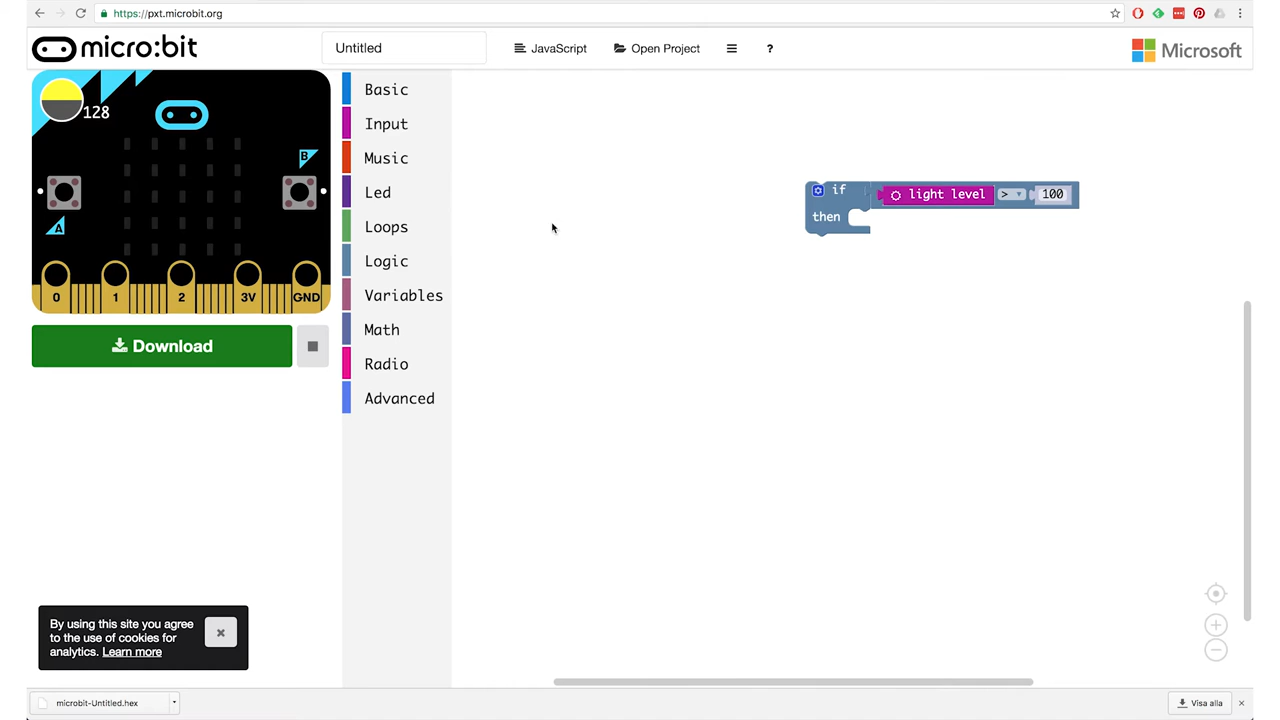 https://pxt.microbit.org
micro:bit
Untitled
JavaScript
Open Project
?
Microsoft
128
B
A
0 1 2 3V GND
Download
Basic
Input
Music
Led
Loops
Logic
Variables
Math
Radio
Advanced
if light level > 100
then
By using this site you agree
to the use of cookies for
analytics. Learn more
microbit-Untitled.hex
Visa alla